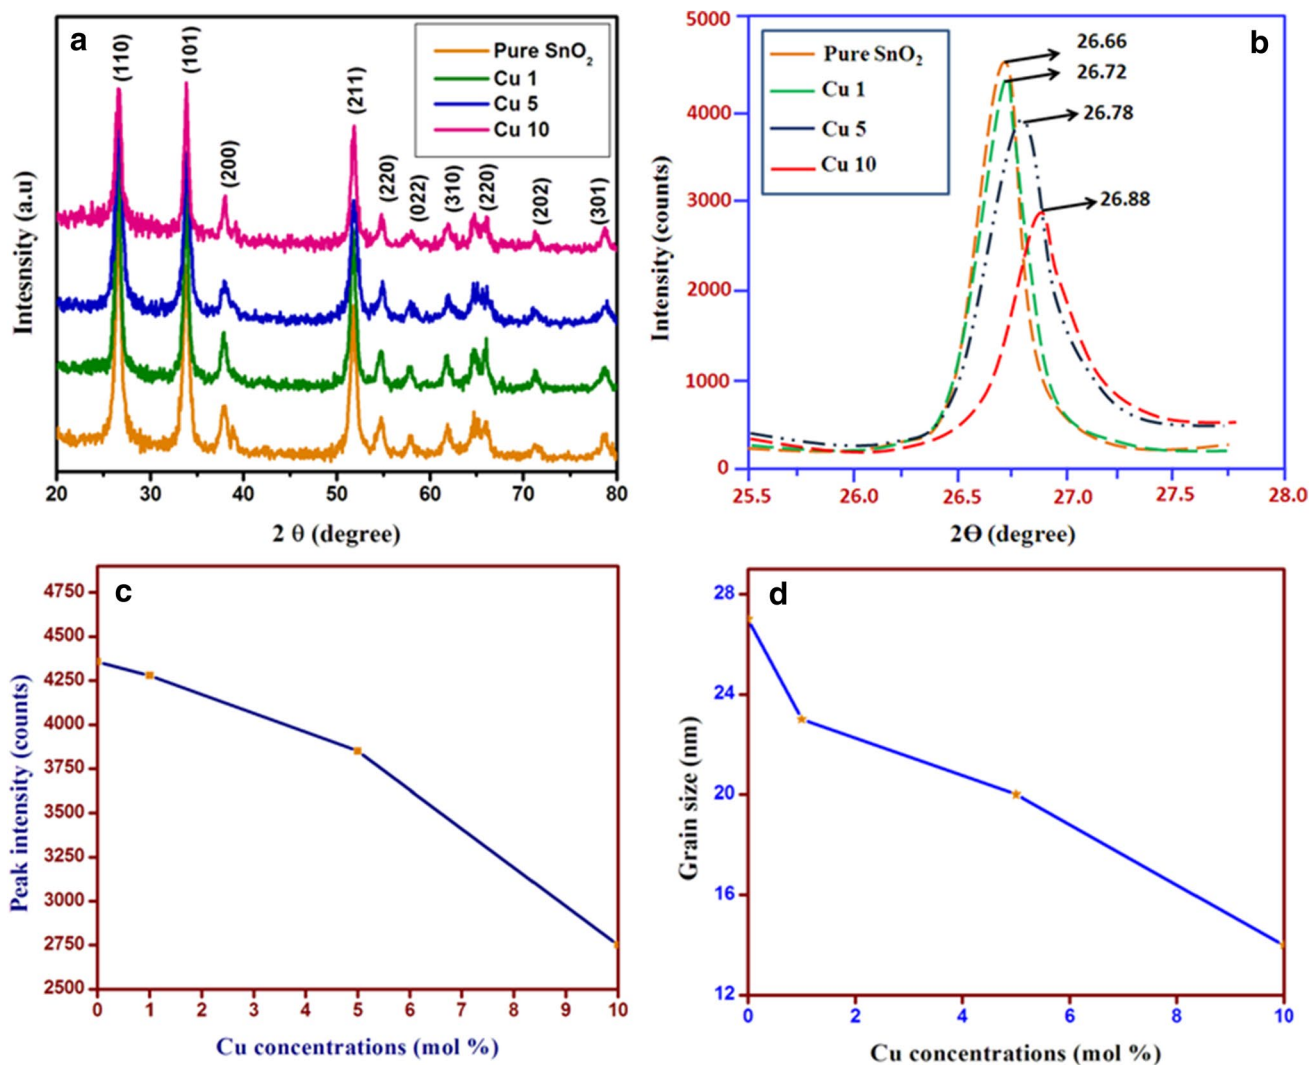 a
(110)
(101)
(200)
(211)
(220)
(022)
(310)
(220)
(202)
(301)
Pure SnO₂
Cu 1
Cu 5
Cu 10
Intensity (a.u)
20 30 40 50 60 70 80
2 θ (degree)
b
Pure SnO₂
Cu 1
Cu 5
Cu 10
26.66
26.72
26.78
26.88
5000
4000
3000
2000
1000
0
Intensity (counts)
25.5 26.0 26.5 27.0 27.5 28.0
2Θ (degree)
c
4750
4500
4250
4000
3750
3500
3250
3000
2750
2500
Peak intensity (counts)
0 1 2 3 4 5 6 7 8 9 10
Cu concentrations (mol %)
d
28
24
20
16
12
Grain size (nm)
0 2 4 6 8 10
Cu concentrations (mol %)